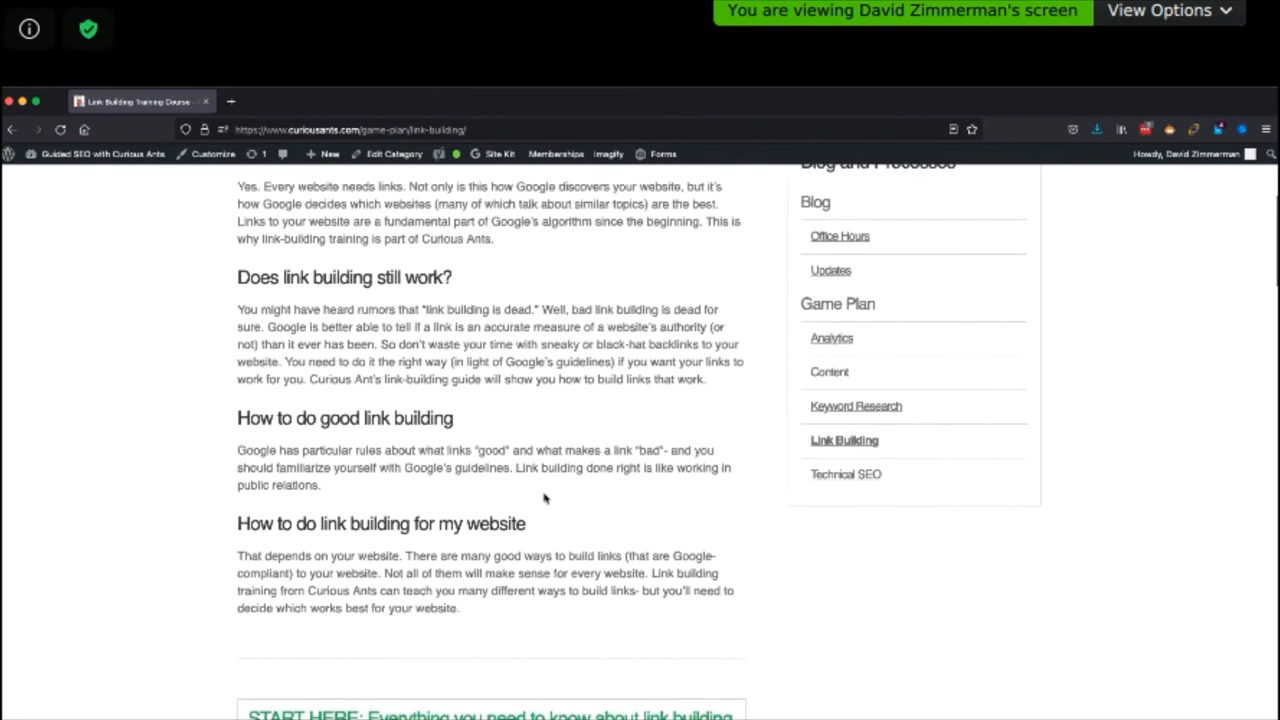 You are viewing David Zimmerman's screen
View Options
Link Building Training Course -
https://www.curiousants.com/game-plan/link-building/
Guided SEO with Curious Ants
Customize
1
New
Edit Category
Site Kit
Memberships
Imagify
Forms
Howdy, David Zimmerman
Yes. Every website needs links. Not only is this how Google discovers your website, but it's
how Google decides which websites (many of which talk about similar topics) are the best.
Links to your website are a fundamental part of Google's algorithm since the beginning. This is
why link-building training is part of Curious Ants.
Does link building still work?
You might have heard rumors that "link building is dead." Well, bad link building is dead for
sure. Google is better able to tell if a link is an accurate measure of a website's authority (or
not) than it ever has been. So don't waste your time with sneaky or black-hat backlinks to your
website. You need to do it the right way (in light of Google's guidelines) if you want your links to
work for you. Curious Ant's link-building guide will show you how to build links that work.
How to do good link building
Google has particular rules about what links "good" and what makes a link "bad"- and you
should familiarize yourself with Google's guidelines. Link building done right is like working in
public relations.
How to do link building for my website
That depends on your website. There are many good ways to build links (that are Google-
compliant) to your website. Not all of them will make sense for every website. Link building
training from Curious Ants can teach you many different ways to build links- but you'll need to
decide which works best for your website.
START HERE: Everything you need to know about link building
Blog and Processes
Blog
Office Hours
Updates
Game Plan
Analytics
Content
Keyword Research
Link Building
Technical SEO